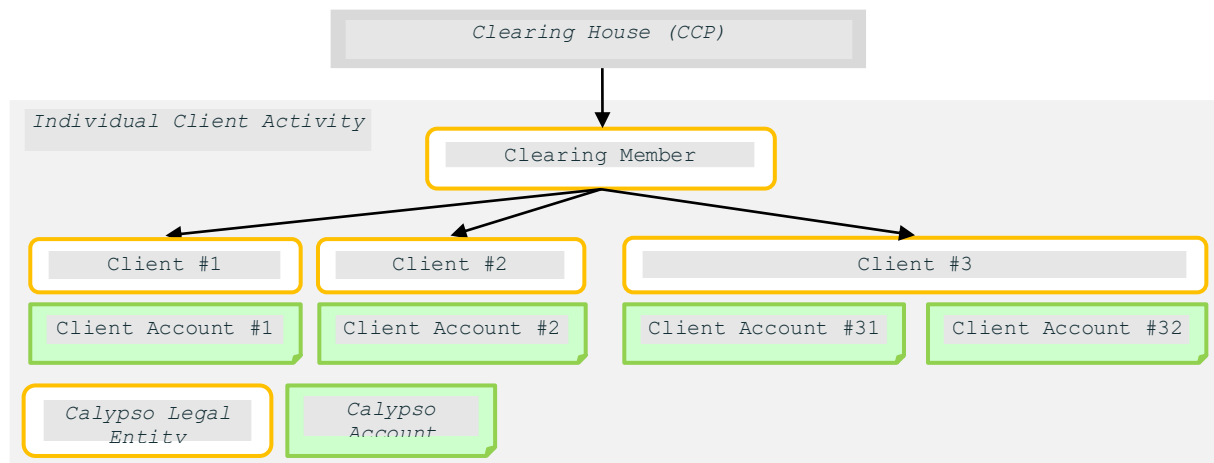 Clearing House (CCP)
Individual Client Activity
Clearing Member
Client #1
Client #2
Client #3
Client Account #1
Client Account #2
Client Account #31
Client Account #32
Calypso Legal
Entity
Calypso
Account